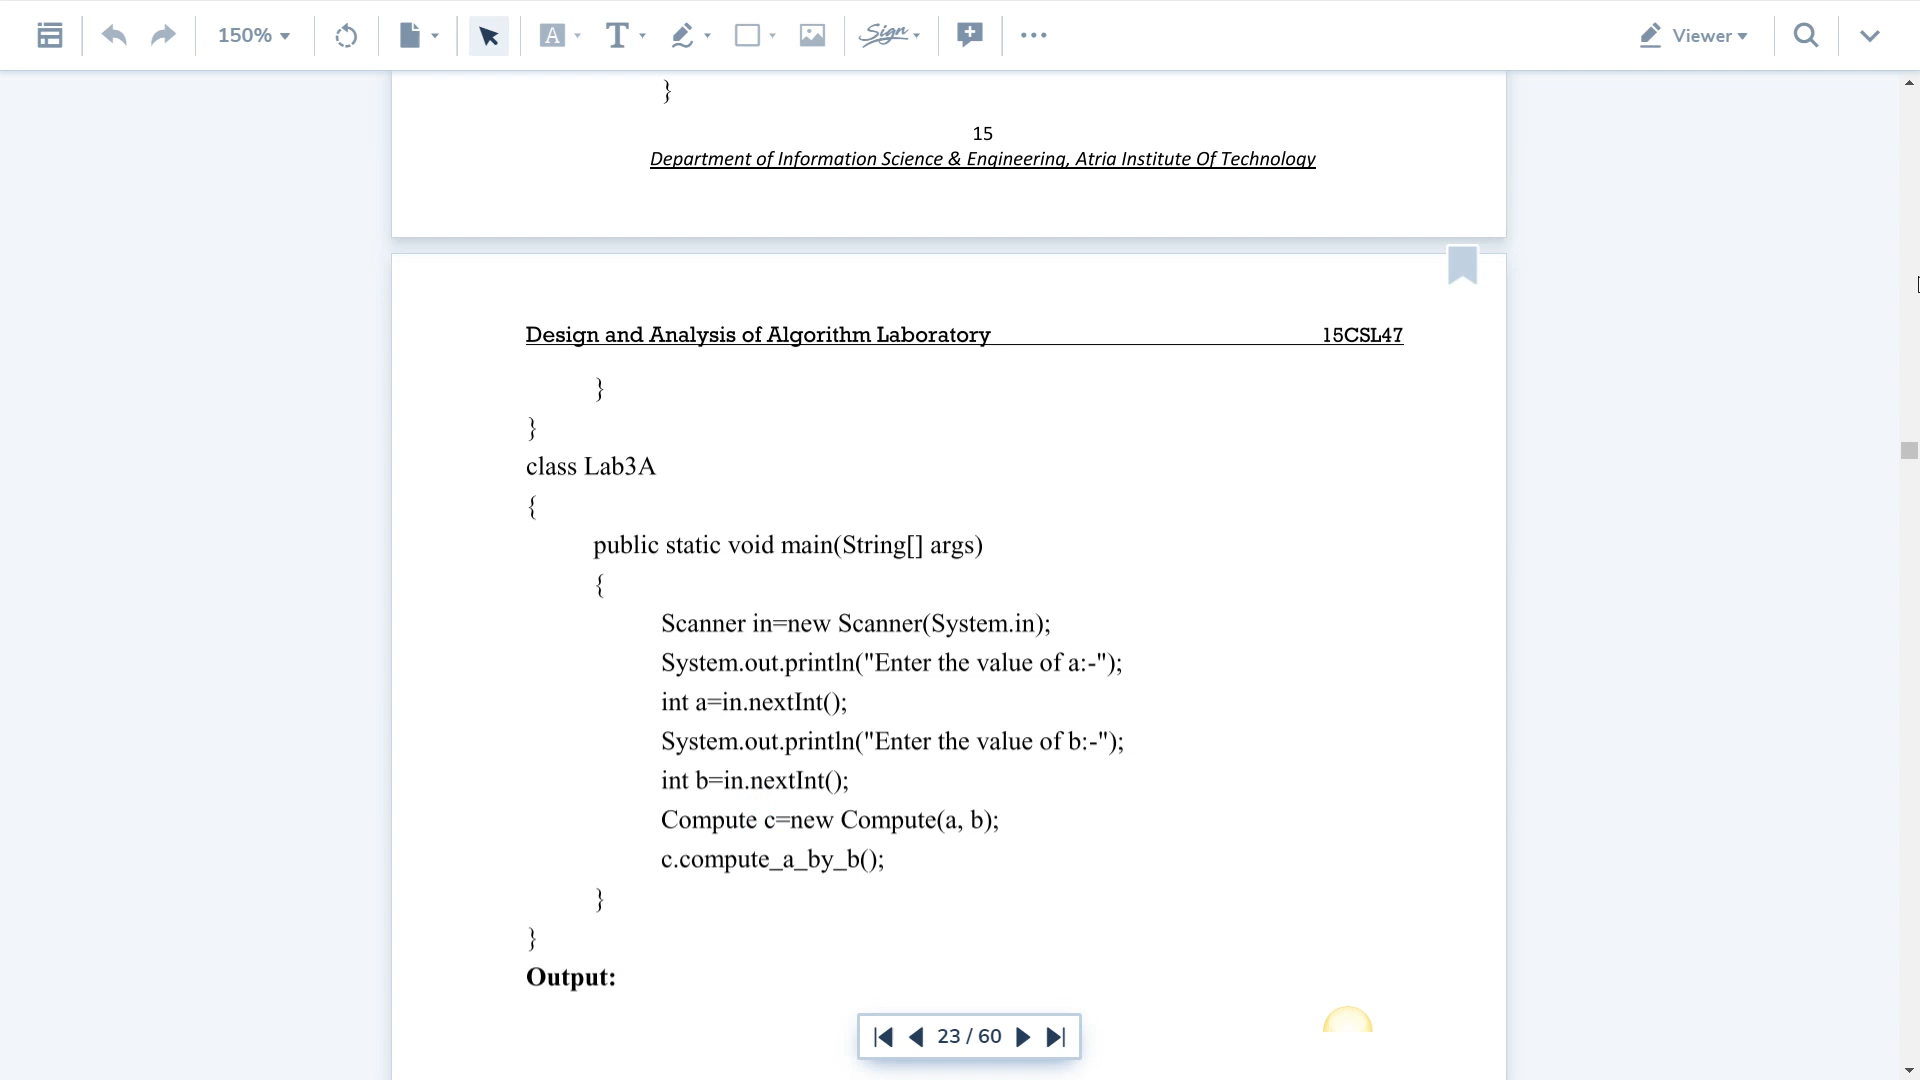 150%
A
T
Sign
Viewer
}
15
Department of Information Science & Engineering, Atria Institute Of Technology
Design and Analysis of Algorithm Laboratory 15CSL47
}
}
class Lab3A
{
public static void main(String[] args)
{
Scanner in=new Scanner(System.in);
System.out.println("Enter the value of a:-");
int a=in.nextInt();
System.out.println("Enter the value of b:-");
int b=in.nextInt();
Compute c=new Compute(a, b);
c.compute_a_by_b();
}
}
Output:
23 / 60